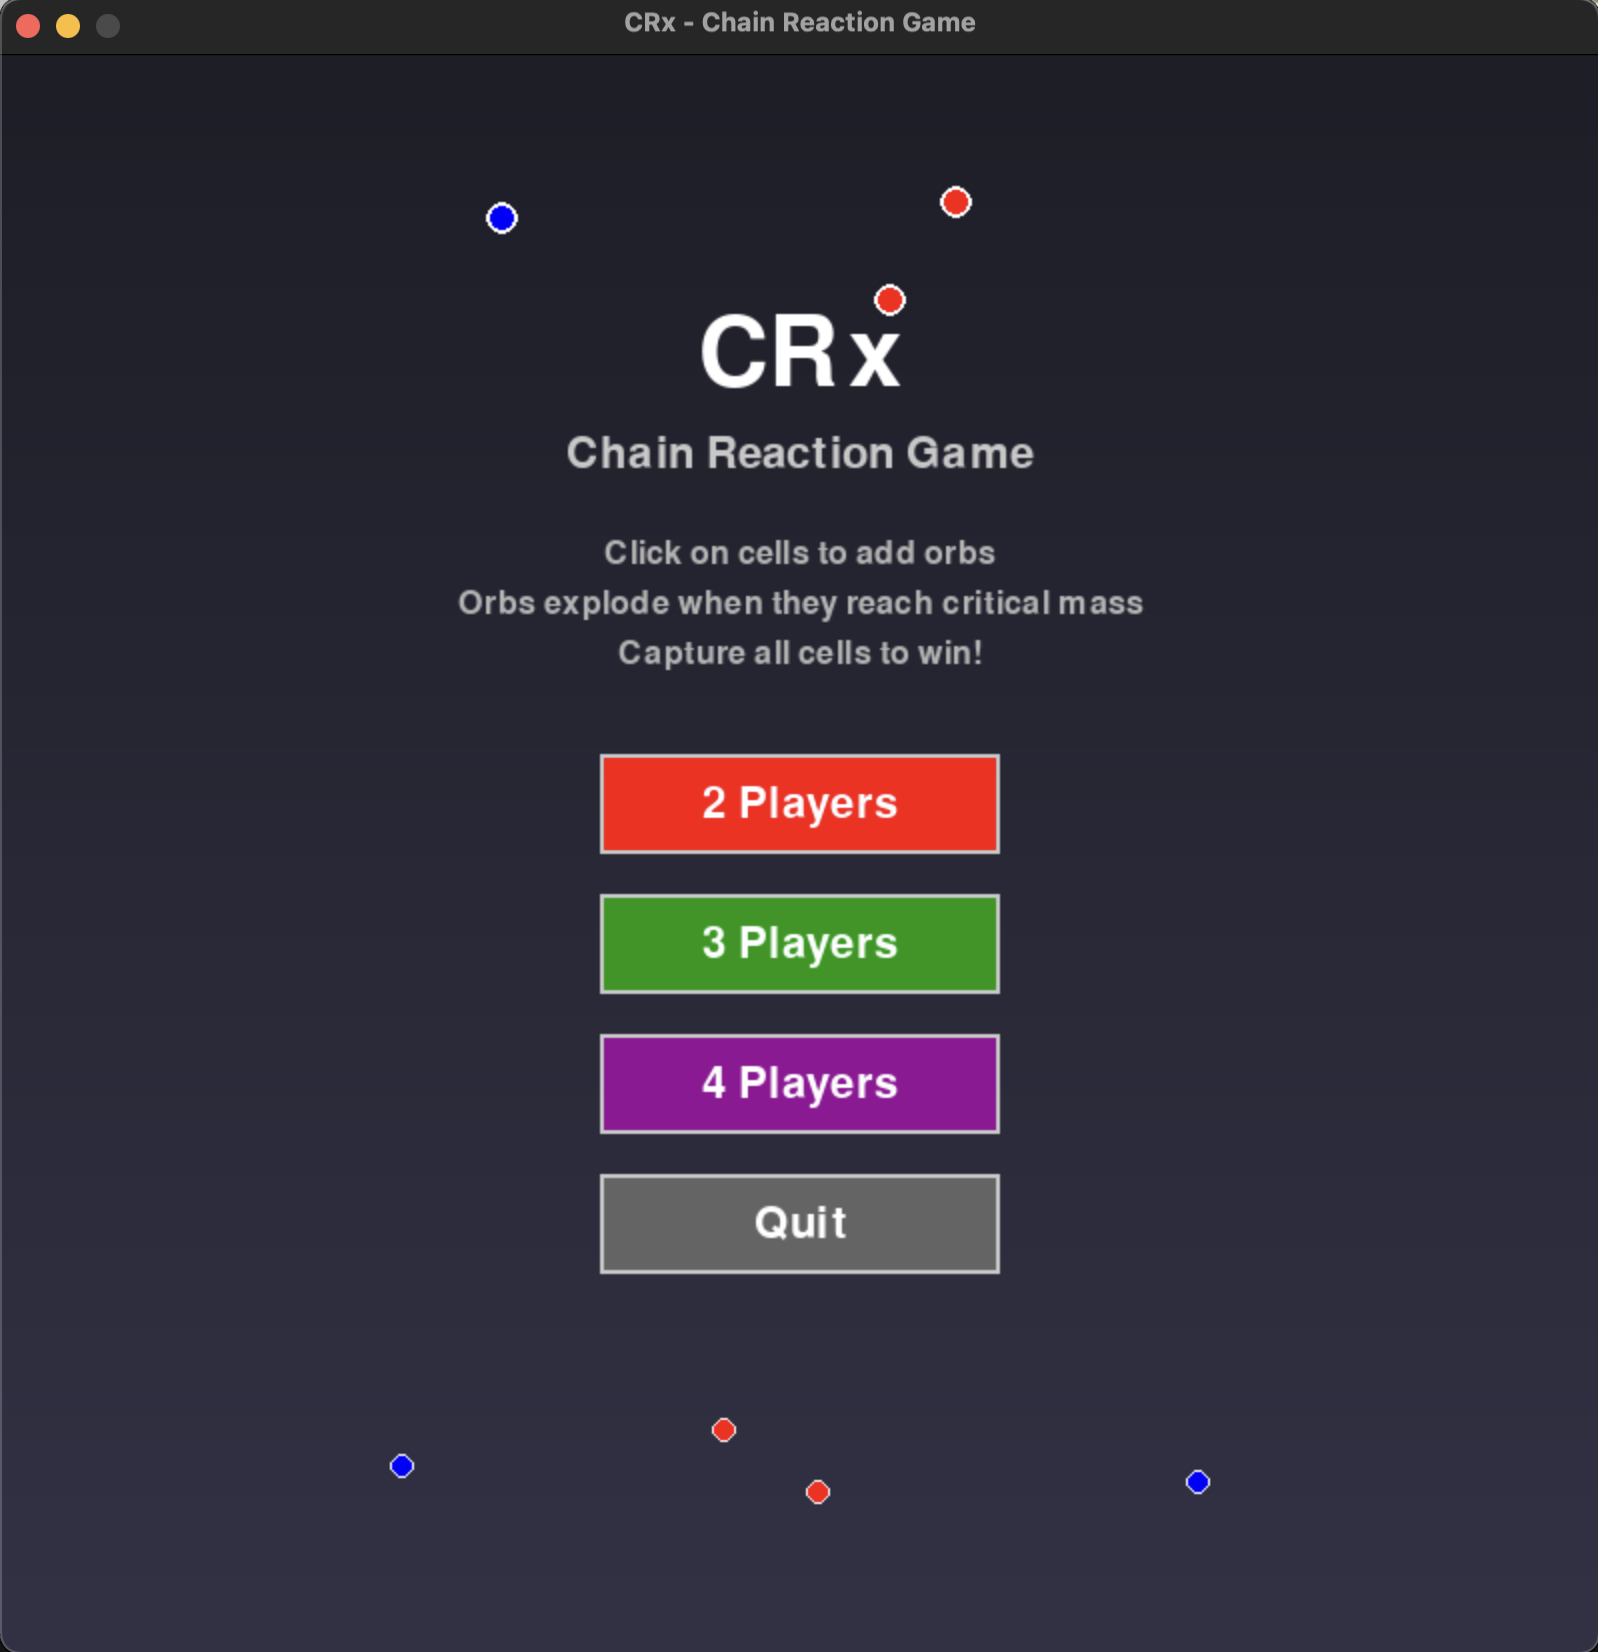 CRx - Chain Reaction Game
CRx
Chain Reaction Game
Click on cells to add orbs
Orbs explode when they reach critical mass
Capture all cells to win!
2 Players
3 Players
4 Players
Quit